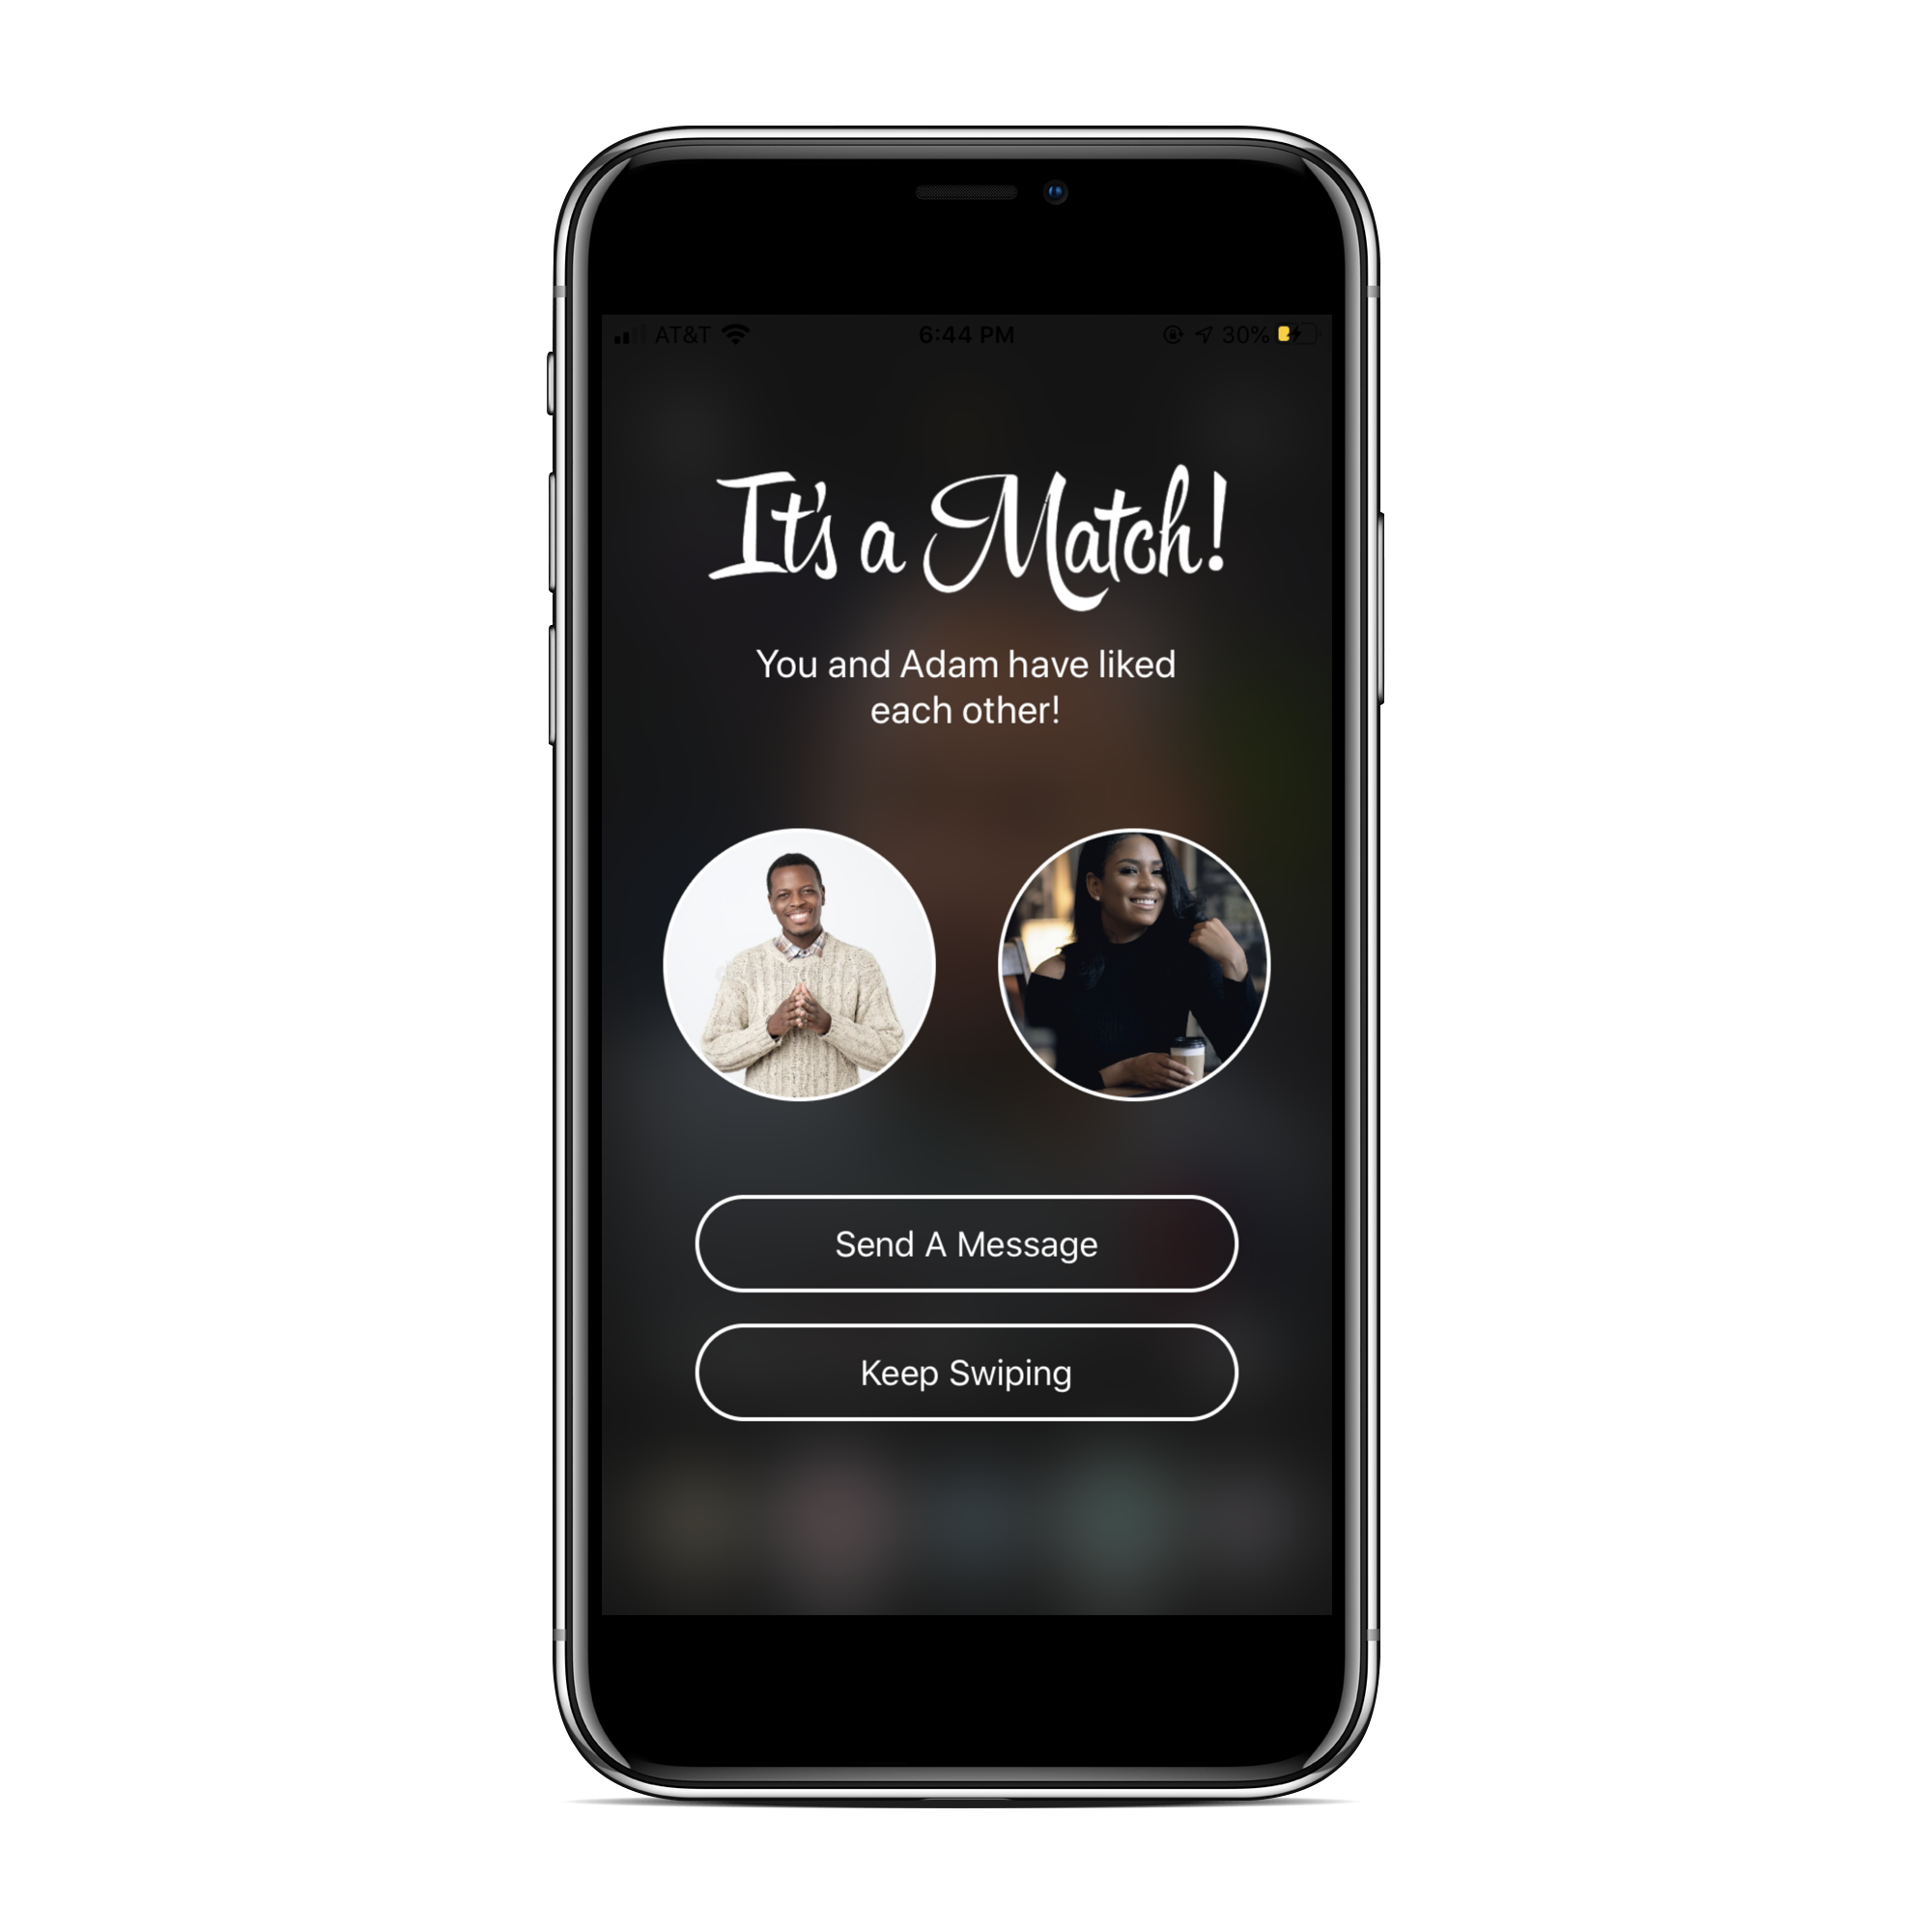 AT&T 6:44 PM 30%
It's a Match!
You and Adam have liked
each other!
Send A Message
Keep Swiping